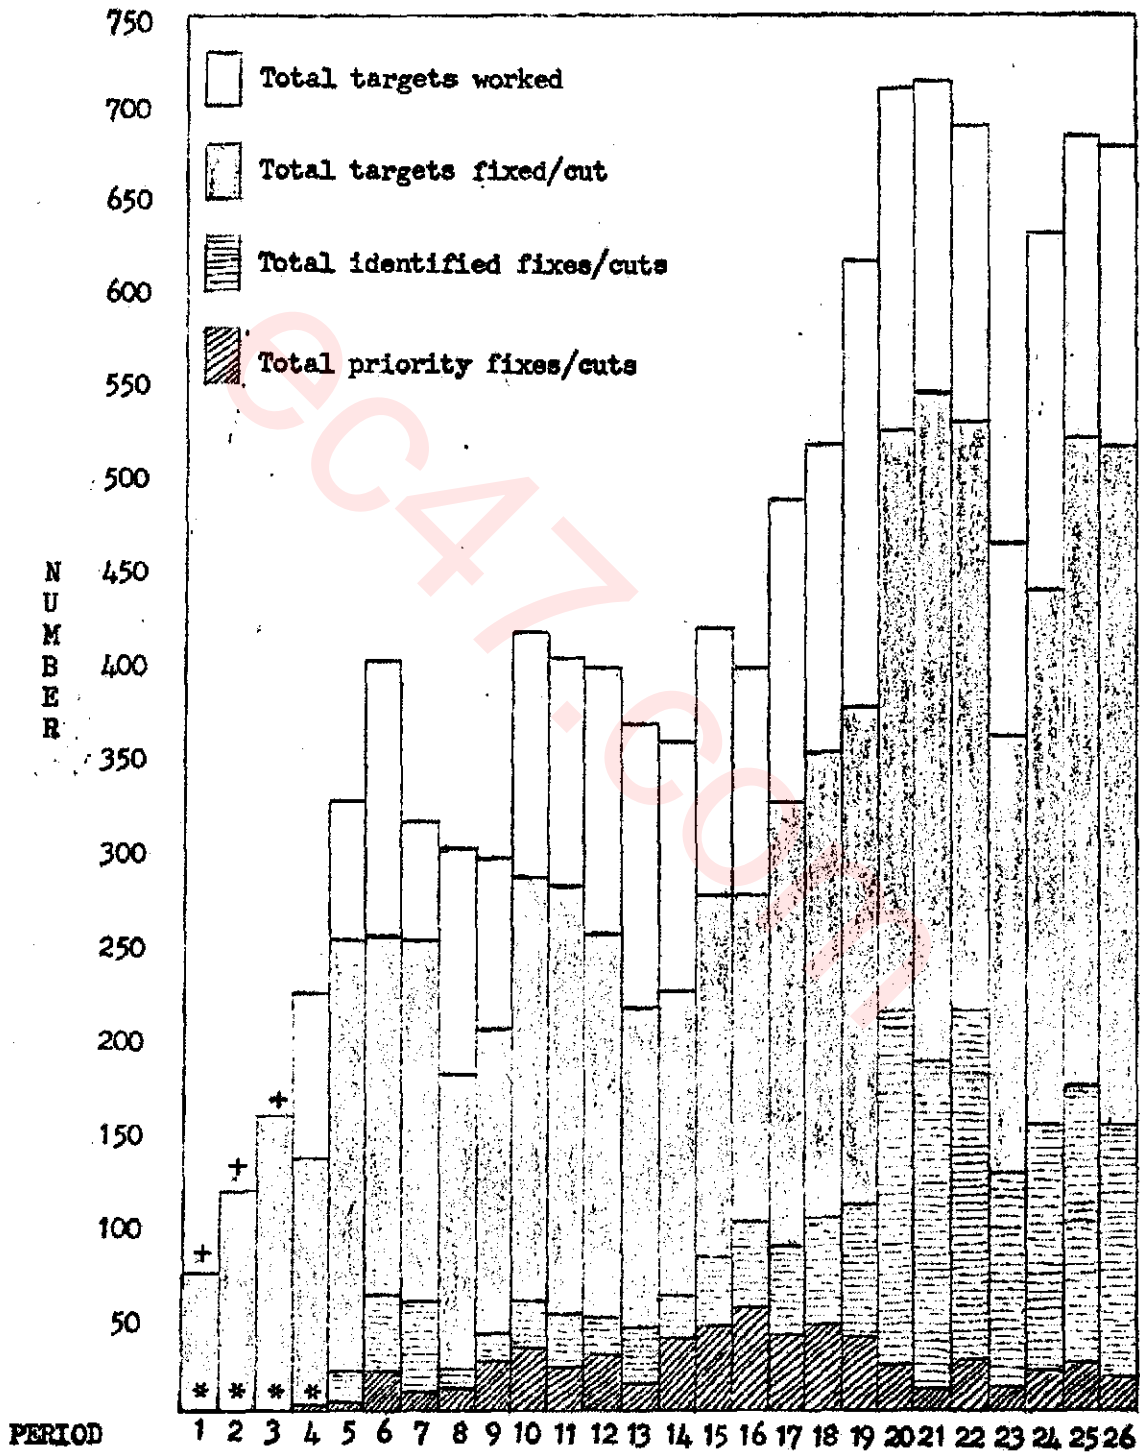 750
700
650
600
550
500
450
400
350
300
250
200
150
100
50
NUMBER
Total targets worked
Total targets fixed/cut
Total identified fixes/cuts
Total priority fixes/cuts
ec47.com
+ + +
* * * *
PERIOD 1 2 3 4 5 6 7 8 9 10 11 12 13 14 15 16 17 18 19 20 21 22 23 24 25 26